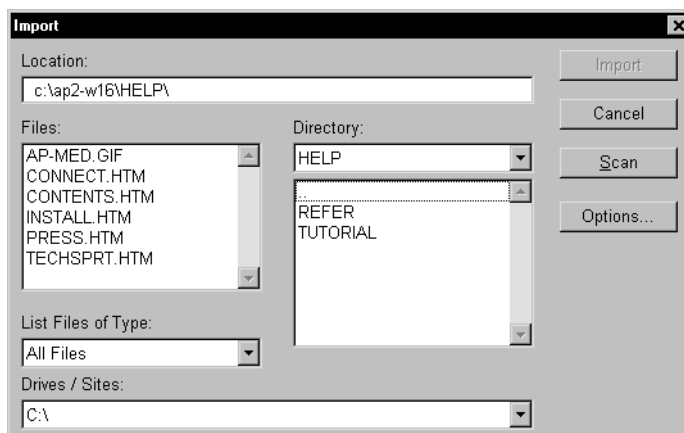 Import
Location:
c:\ap2-w16\HELP\
Files:
AP-MED.GIF
CONNECT.HTM
CONTENTS.HTM
INSTALL.HTM
PRESS.HTM
TECHSPRT.HTM
List Files of Type:
All Files
Directory:
HELP
..
REFER
TUTORIAL
Drives / Sites:
C:\
Import
Cancel
Scan
Options...